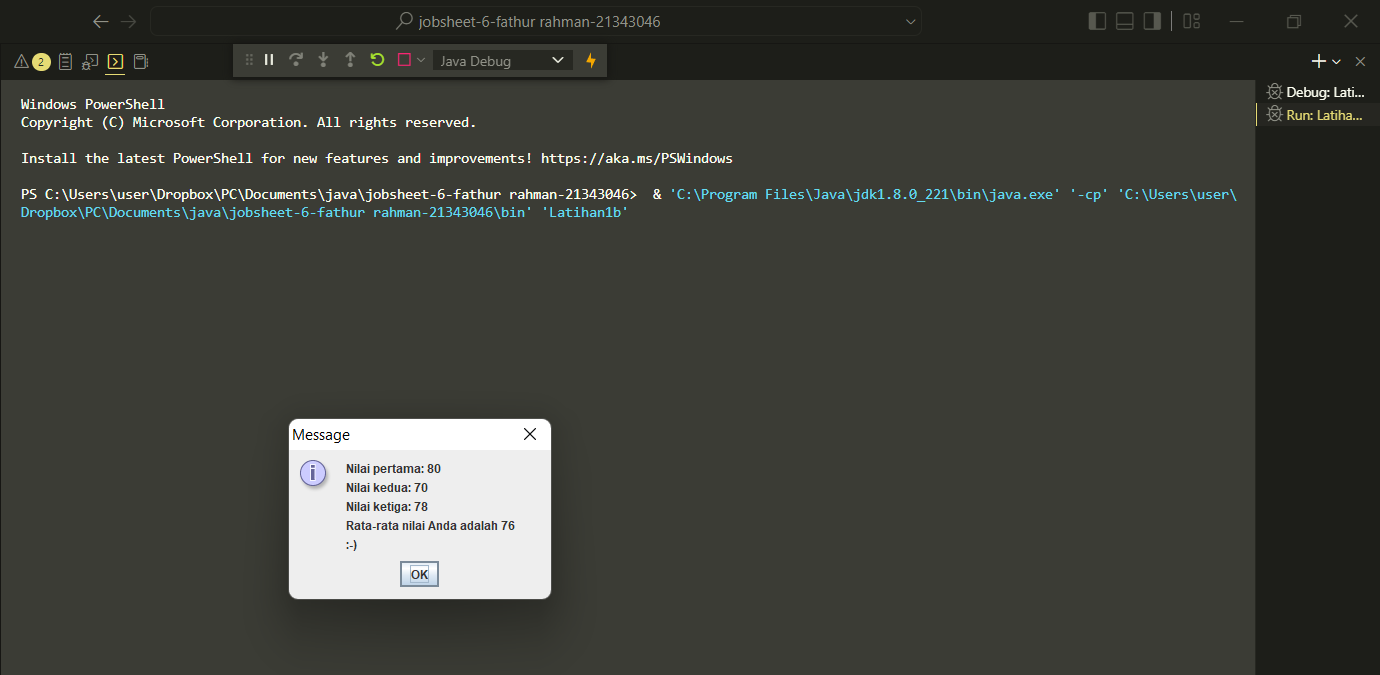 jobsheet-6-fathur rahman-21343046
2
Java Debug
Windows PowerShell
Copyright (C) Microsoft Corporation. All rights reserved.
Install the latest PowerShell for new features and improvements! https://aka.ms/PSWindows
PS C:\Users\user\Dropbox\PC\Documents\java\jobsheet-6-fathur rahman-21343046>  & 'C:\Program Files\Java\jdk1.8.0_221\bin\java.exe' '-cp' 'C:\Users\user\
Dropbox\PC\Documents\java\jobsheet-6-fathur rahman-21343046\bin' 'Latihan1b'
Debug: Lati...
Run: Latiha...
Message
Nilai pertama: 80
Nilai kedua: 70
Nilai ketiga: 78
Rata-rata nilai Anda adalah 76
:-)
OK